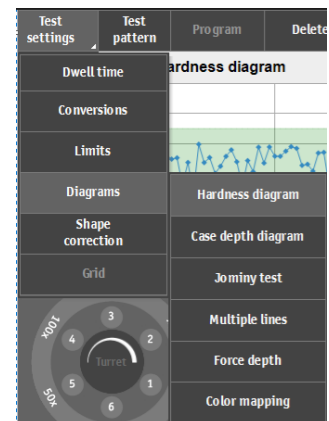 Test settings
Test pattern
Program
Delete
ardness diagram
Dwell time
Conversions
Limits
Diagrams
Shape
correction
Grid
Hardness diagram
Case depth diagram
Jominy test
Multiple lines
Force depth
Color mapping
100x
50x
3
4
2
Turret
5
1
6